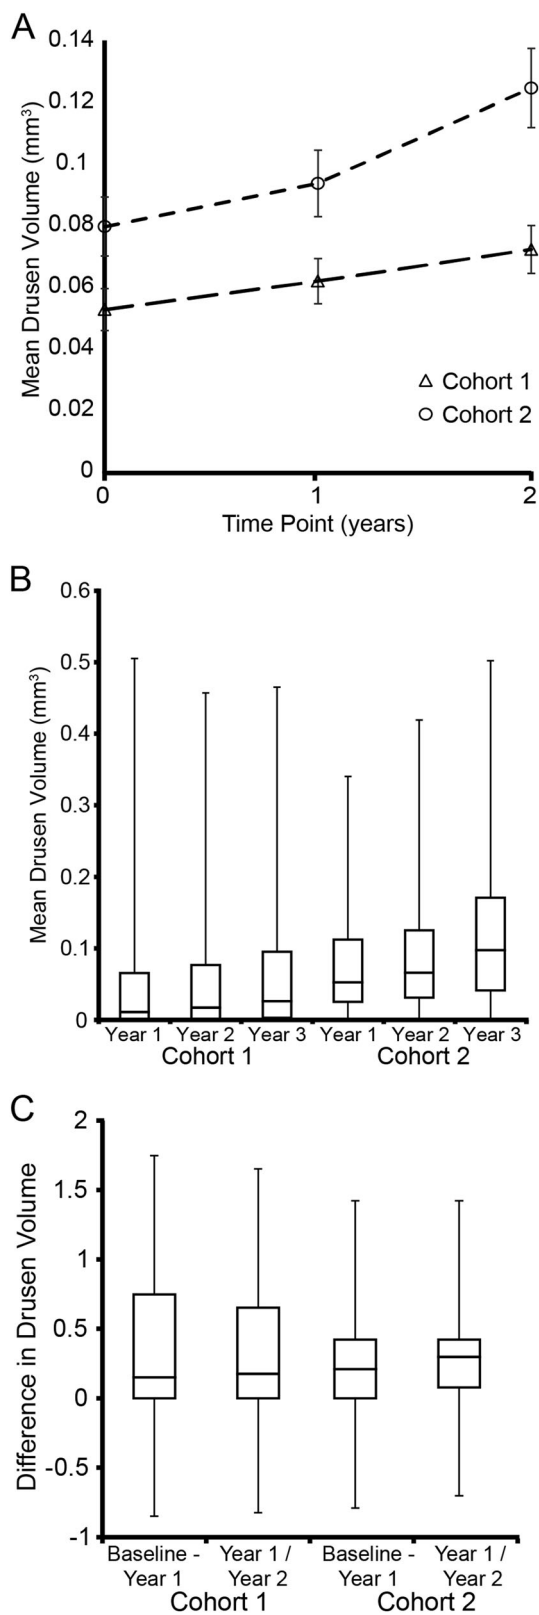 A
0.14
0.12
0.1
0.08
0.06
0.04
0.02
0
Mean Drusen Volume (mm³)
Cohort 1
Cohort 2
0 1 2
Time Point (years)
B
0.6
0.5
0.4
0.3
0.2
0.1
0
Mean Drusen Volume (mm³)
Year 1 Year 2 Year 3 Year 1 Year 2 Year 3
Cohort 1 Cohort 2
C
2
1.5
1
0.5
0
-0.5
-1
Difference in Drusen Volume
Baseline - Year 1 / Baseline - Year 1 /
Year 1 Year 2 Year 1 Year 2
Cohort 1 Cohort 2